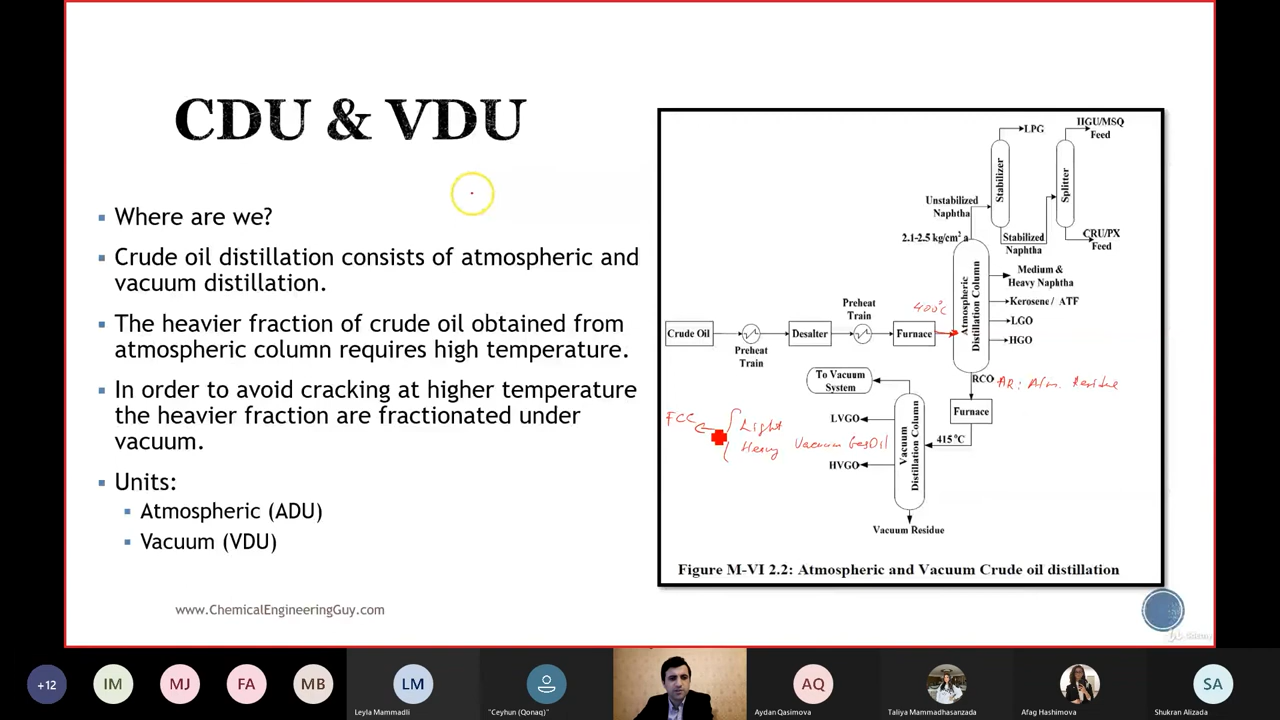 CDU & VDU
Where are we?
Crude oil distillation consists of atmospheric and
vacuum distillation.
The heavier fraction of crude oil obtained from
atmospheric column requires high temperature.
In order to avoid cracking at higher temperature
the heavier fraction are fractionated under
vacuum.
Units:
Atmospheric (ADU)
Vacuum (VDU)
www.ChemicalEngineeringGuy.com
LPG
HGU/MSQ
Feed
Stabilizer
Splitter
Unstabilized
Naphtha
2.1-2.5 kg/cm² a
Stabilized
Naphtha
CRU/PX
Feed
Medium &
Heavy Naphtha
Kerosene / ATF
LGO
HGO
Atmospheric
Distillation Column
400°C
Crude Oil
Preheat
Train
Desalter
Preheat
Train
Furnace
RCO
AR: Atm. Residue
Furnace
415 °C
To Vacuum
System
LVGO
HVGO
Vacuum
Distillation Column
Vacuum Residue
FCC
Light
Heavy
Vacuum GasOil
Figure M-VI 2.2: Atmospheric and Vacuum Crude oil distillation
Udemy
+12
IM
MJ
FA
MB
LM
Leyla Mammadli
"Ceyhun (Qonaq)"
AQ
Aydan Qasimova
Taliya Mammadhasanzada
Afag Hashimova
SA
Shukran Alizada